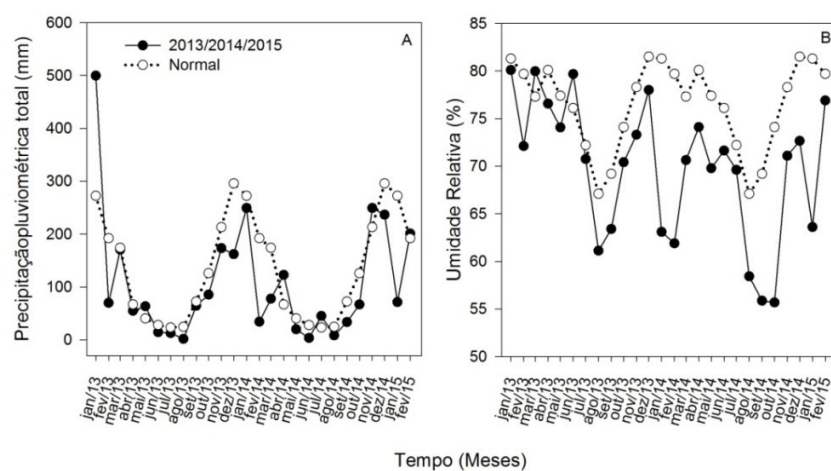 A
2013/2014/2015
Normal
Precipitaçãopluviométrica total (mm)
600
500
400
300
200
100
0
jan/13
fev/13
mar/13
abr/13
mai/13
jun/13
jul/13
ago/13
set/13
out/13
nov/13
dez/13
jan/14
fev/14
mar/14
abr/14
mai/14
jun/14
jul/14
ago/14
set/14
out/14
nov/14
dez/14
jan/15
fev/15
B
Umidade Relativa (%)
85
80
75
70
65
60
55
50
jan/13
fev/13
mar/13
abr/13
mai/13
jun/13
jul/13
ago/13
set/13
out/13
nov/13
dez/13
jan/14
fev/14
mar/14
abr/14
mai/14
jun/14
jul/14
ago/14
set/14
out/14
nov/14
dez/14
jan/15
fev/15
Tempo (Meses)